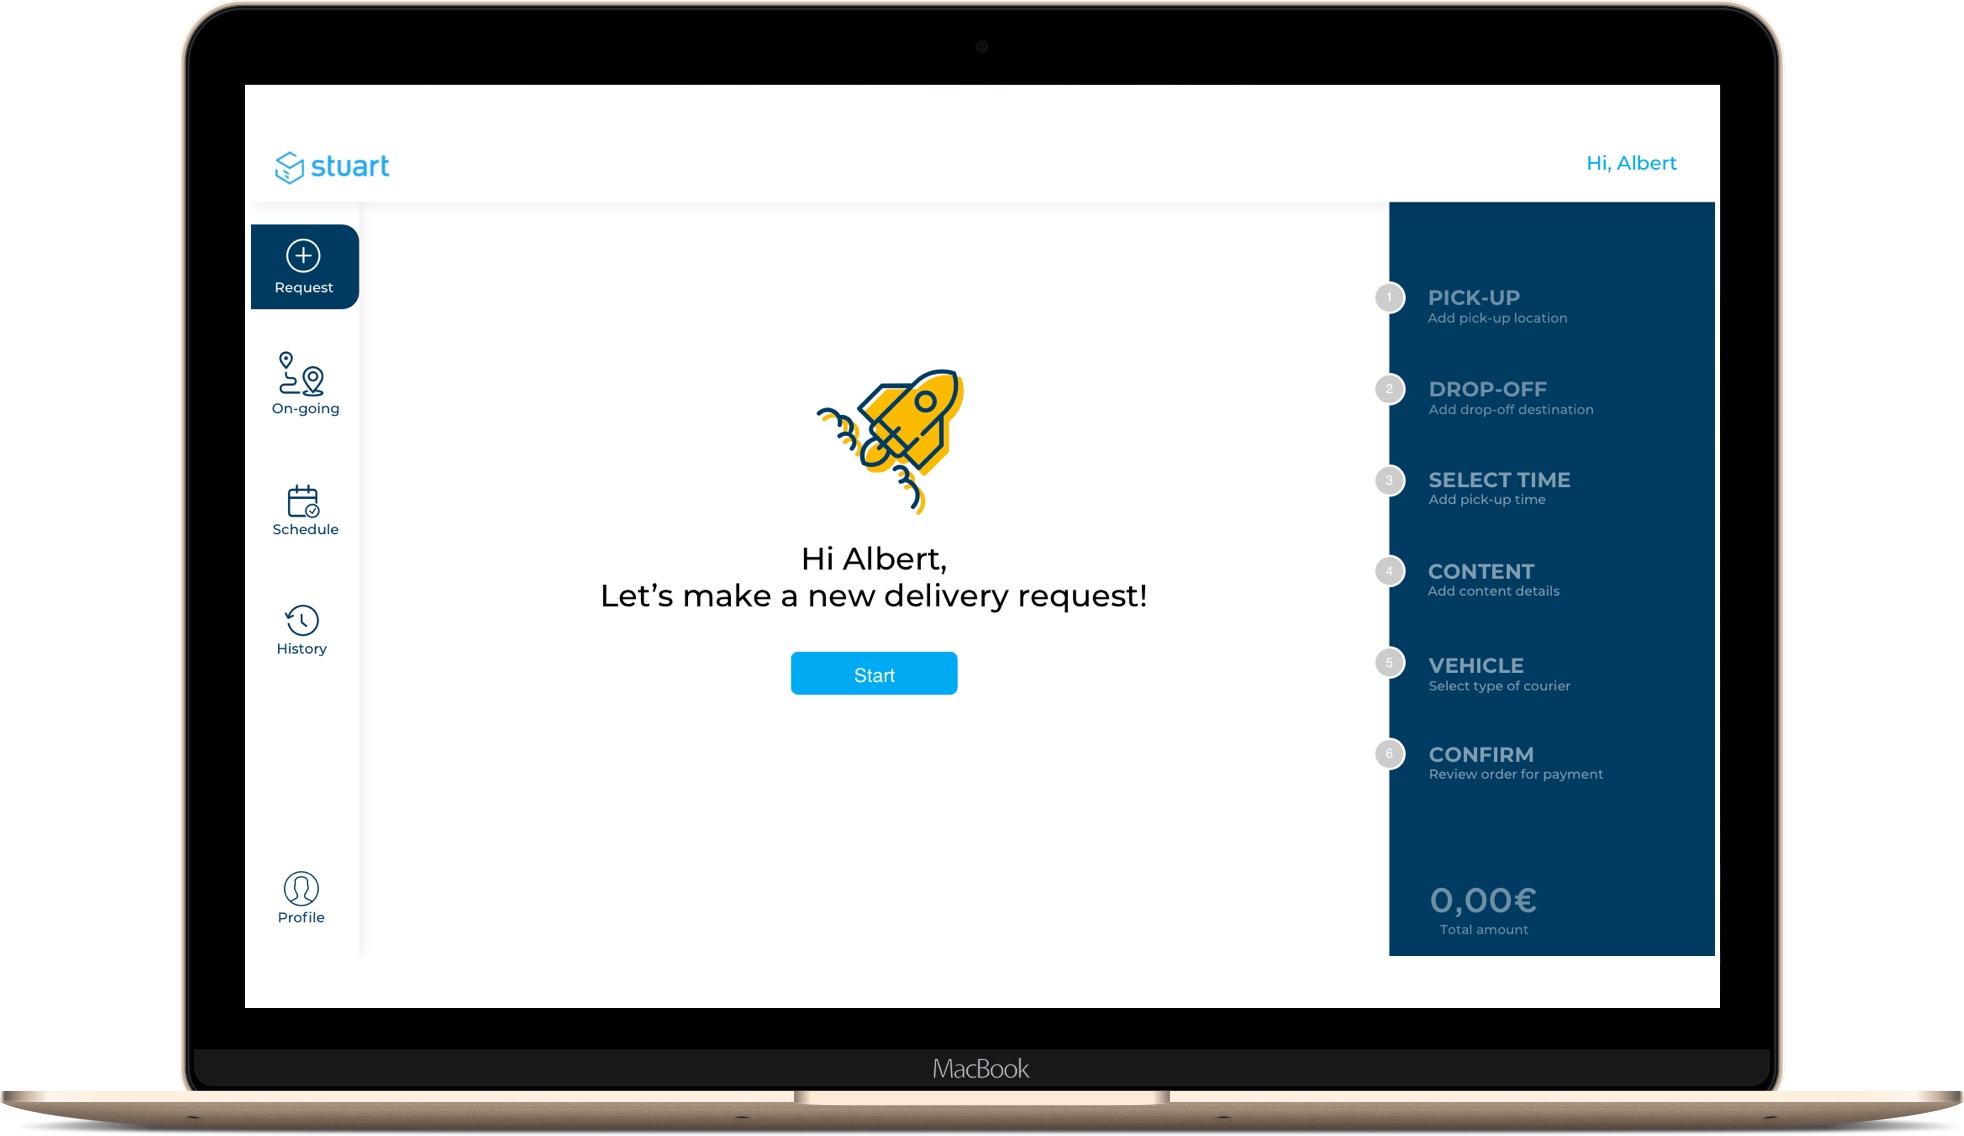 stuart
Hi, Albert
Request
On-going
Schedule
History
Profile
Hi Albert,
Let’s make a new delivery request!
Start
1
PICK-UP
Add pick-up location
2
DROP-OFF
Add drop-off destination
3
SELECT TIME
Add pick-up time
4
CONTENT
Add content details
5
VEHICLE
Select type of courier
6
CONFIRM
Review order for payment
0,00€
Total amount
MacBook